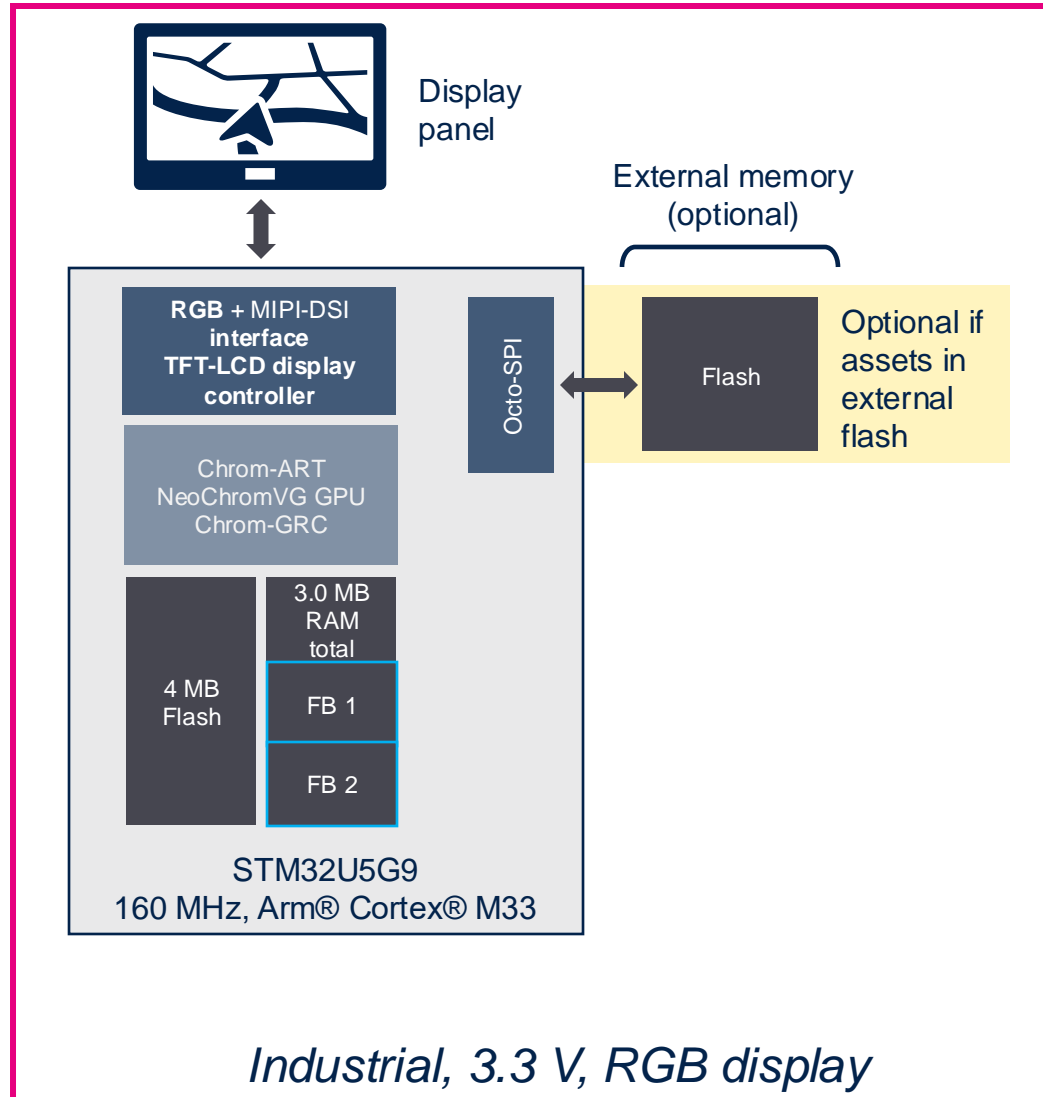 Display
panel
External memory
(optional)
RGB + MIPI-DSI
interface
TFT-LCD display
controller
Octo-SPI
Flash
Optional if
assets in
external
flash
Chrom-ART
NeoChromVG GPU
Chrom-GRC
4 MB
Flash
3.0 MB
RAM
total
FB 1
FB 2
STM32U5G9
160 MHz, Arm® Cortex® M33
Industrial, 3.3 V, RGB display